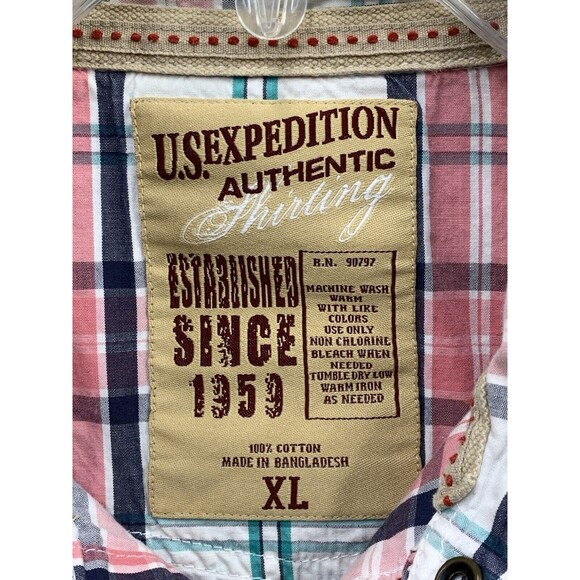 U.S.EXPEDITION
AUTHENTIC
Shirting
ESTABLISHED
SINCE
1959
R.N. 90797
MACHINE WASH
WARM
WITH LIKE
COLORS
USE ONLY
NON CHLORINE
BLEACH WHEN
NEEDED
TUMBLE DRY LOW
WARM IRON
AS NEEDED
100% COTTON
MADE IN BANGLADESH
XL